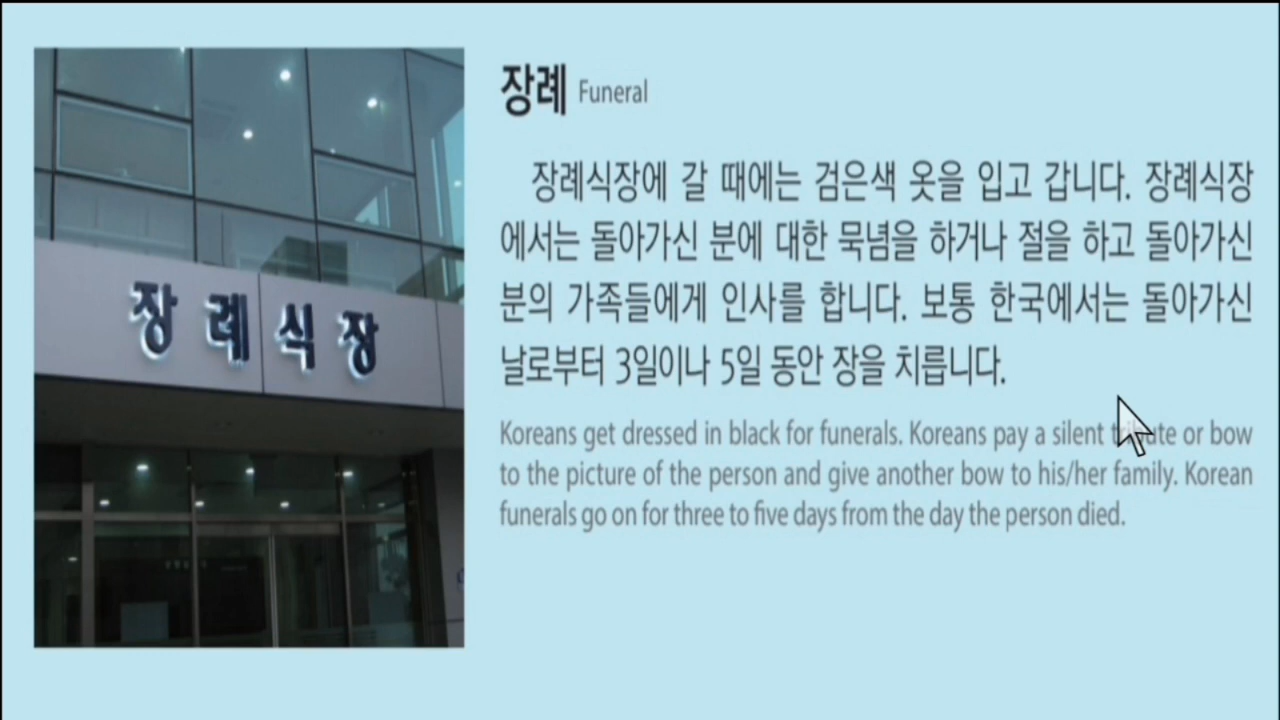 장례식장
장례 Funeral
장례식장에 갈 때에는 검은색 옷을 입고 갑니다. 장례식장
에서는 돌아가신 분에 대한 묵념을 하거나 절을 하고 돌아가신
분의 가족들에게 인사를 합니다. 보통 한국에서는 돌아가신
날로부터 3일이나 5일 동안 장을 치릅니다.
Koreans get dressed in black for funerals. Koreans pay a silent tribute or bow
to the picture of the person and give another bow to his/her family. Korean
funerals go on for three to five days from the day the person died.